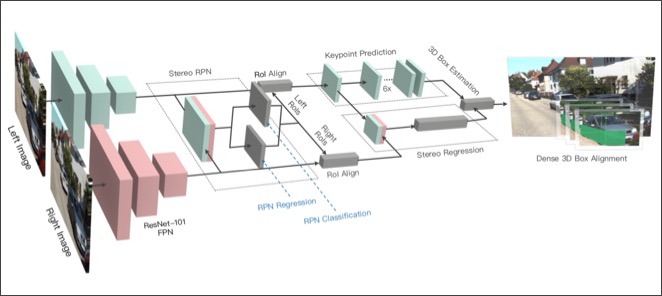 Left Image
Right Image
ResNet-101
FPN
Stereo RPN
RoI Align
Left
RoIs
Right
RoIs
RoI Align
RPN Regression
RPN Classification
Keypoint Prediction
6x
3D Box Estimation
Stereo Regression
Dense 3D Box Alignment